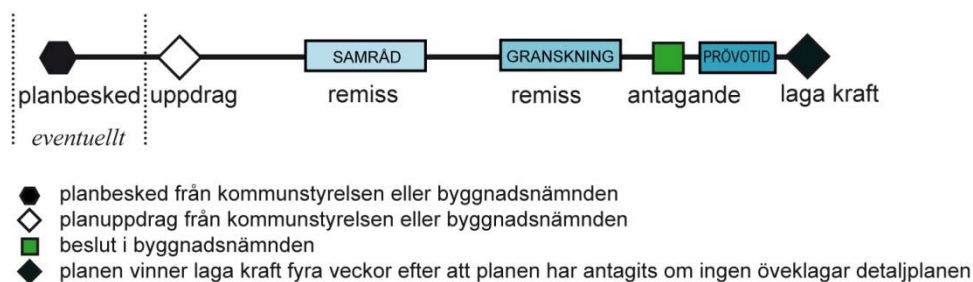 SAMRÅD GRANSKNING PRÖVOTID
planbesked uppdrag remiss remiss antagande laga kraft
eventuellt
planbesked från kommunstyrelsen eller byggnadsnämnden
planuppdrag från kommunstyrelsen eller byggnadsnämnden
beslut i byggnadsnämnden
planen vinner laga kraft fyra veckor efter att planen har antagits om ingen öveklagar detaljplanen